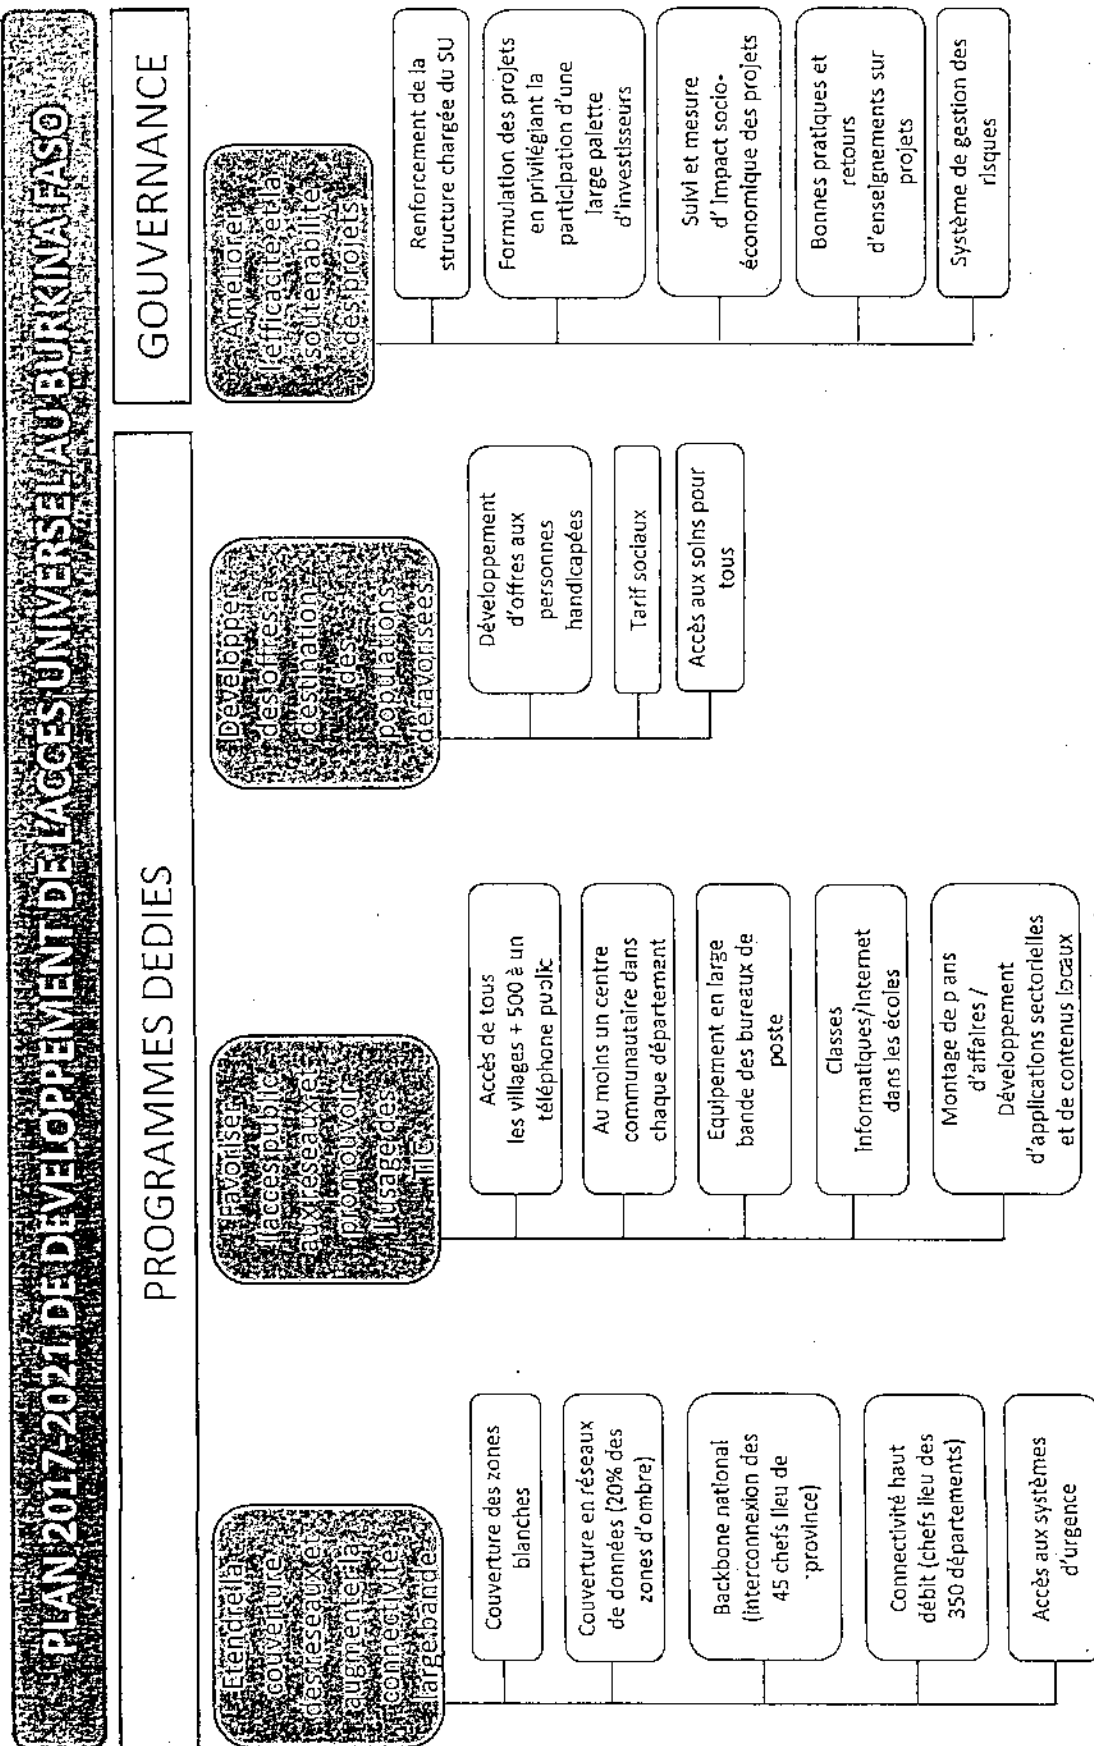 PLAN 2017-2021 DE DEVELOPPEMENT DE L'ACCES UNIVERSEL AU BURKINA FASO
PROGRAMMES DEDIES
GOUVERNANCE
Etendre la
couverture
des réseaux et
augmenter la
connectivité
large bande
Couverture des zones
blanches
Couverture en réseaux
de données (20% des
zones d'ombre)
Backbone national
(interconnexion des
45 chefs lieu de
province)
Connectivité haut
débit (chefs lieu des
350 départements)
Accès aux systèmes
d'urgence
Favoriser
l'accès public
aux réseaux et
promouvoir
l'usage des
TIC
Accès de tous
les villages + 500 à un
téléphone public
Au moins un centre
communautaire dans
chaque département
Equipement en large
bande des bureaux de
poste
Classes
Informatiques/Internet
dans les écoles
Montage de p ans
d'affaires /
Développement
d'applications sectorielles
et de contenus locaux
Développer
des offres à
destination
des
populations
défavorisées
Développement
d'offres aux
personnes
handicapées
Tarif sociaux
Accès aux soins pour
tous
Améliorer
l'efficacité et la
soutenabilité
des projets
Renforcement de la
structure chargée du SU
Formulation des projets
en privilégiant la
participation d'une
large palette
d'investisseurs
Suivi et mesure
d' impact socio-
économique des projets
Bonnes pratiques et
retours
d'enseignements sur
projets
Système de gestion des
risques